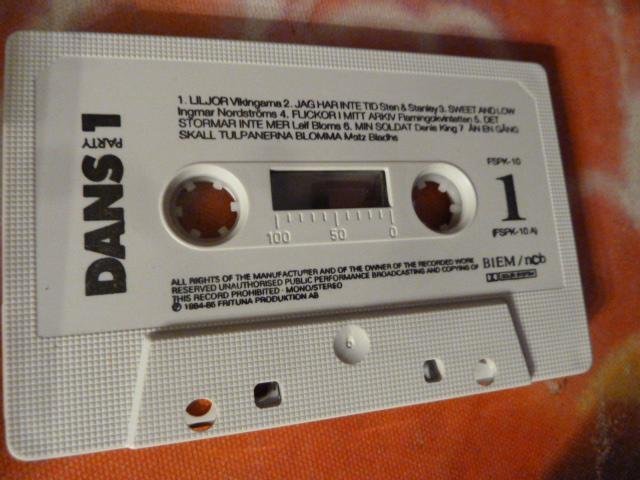 1. LILJOR Vikingarna 2. JAG HAR INTE TID Sten & Stanley 3. SWEET AND LOW
Ingmar Nordströms 4. FLICKOR I MITT ARKIV Flamingokvintetten 5. DET
STORMAR INTE MER Leif Bloms 6. MIN SOLDAT Denis King 7 ÄN EN GÅNG
SKALL TULPANERNA BLOMMA Matz Bladhs
DANS
PARTY
1
FSPK-10
1
(FSPK-10 A)
100 50 0
ALL RIGHTS OF THE MANUFACTURER AND OF THE OWNER OF THE RECORDED WORK
RESERVED UNAUTHORISED PUBLIC PERFORMANCE BROADCASTING AND COPYING OF
THIS RECORD PROHIBITED · MONO/STEREO
Ⓟ 1984-86 FRITUNA PRODUKTION AB
BIEM / ncb
DOLBY SYSTEM